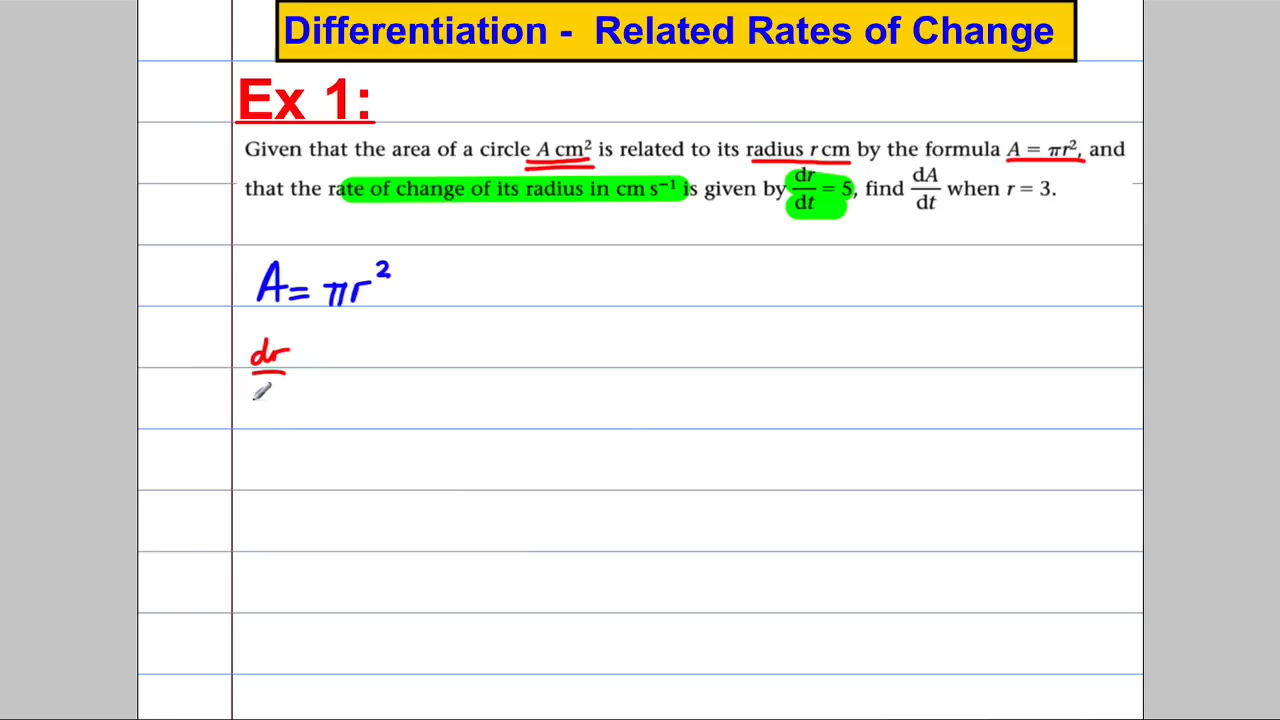 Differentiation - Related Rates of Change
Ex 1:
Given that the area of a circle A cm² is related to its radius r cm by the formula A = πr², and
that the rate of change of its radius in cm s⁻¹ is given by dr/dt = 5, find dA/dt when r = 3.
A = πr²
dr